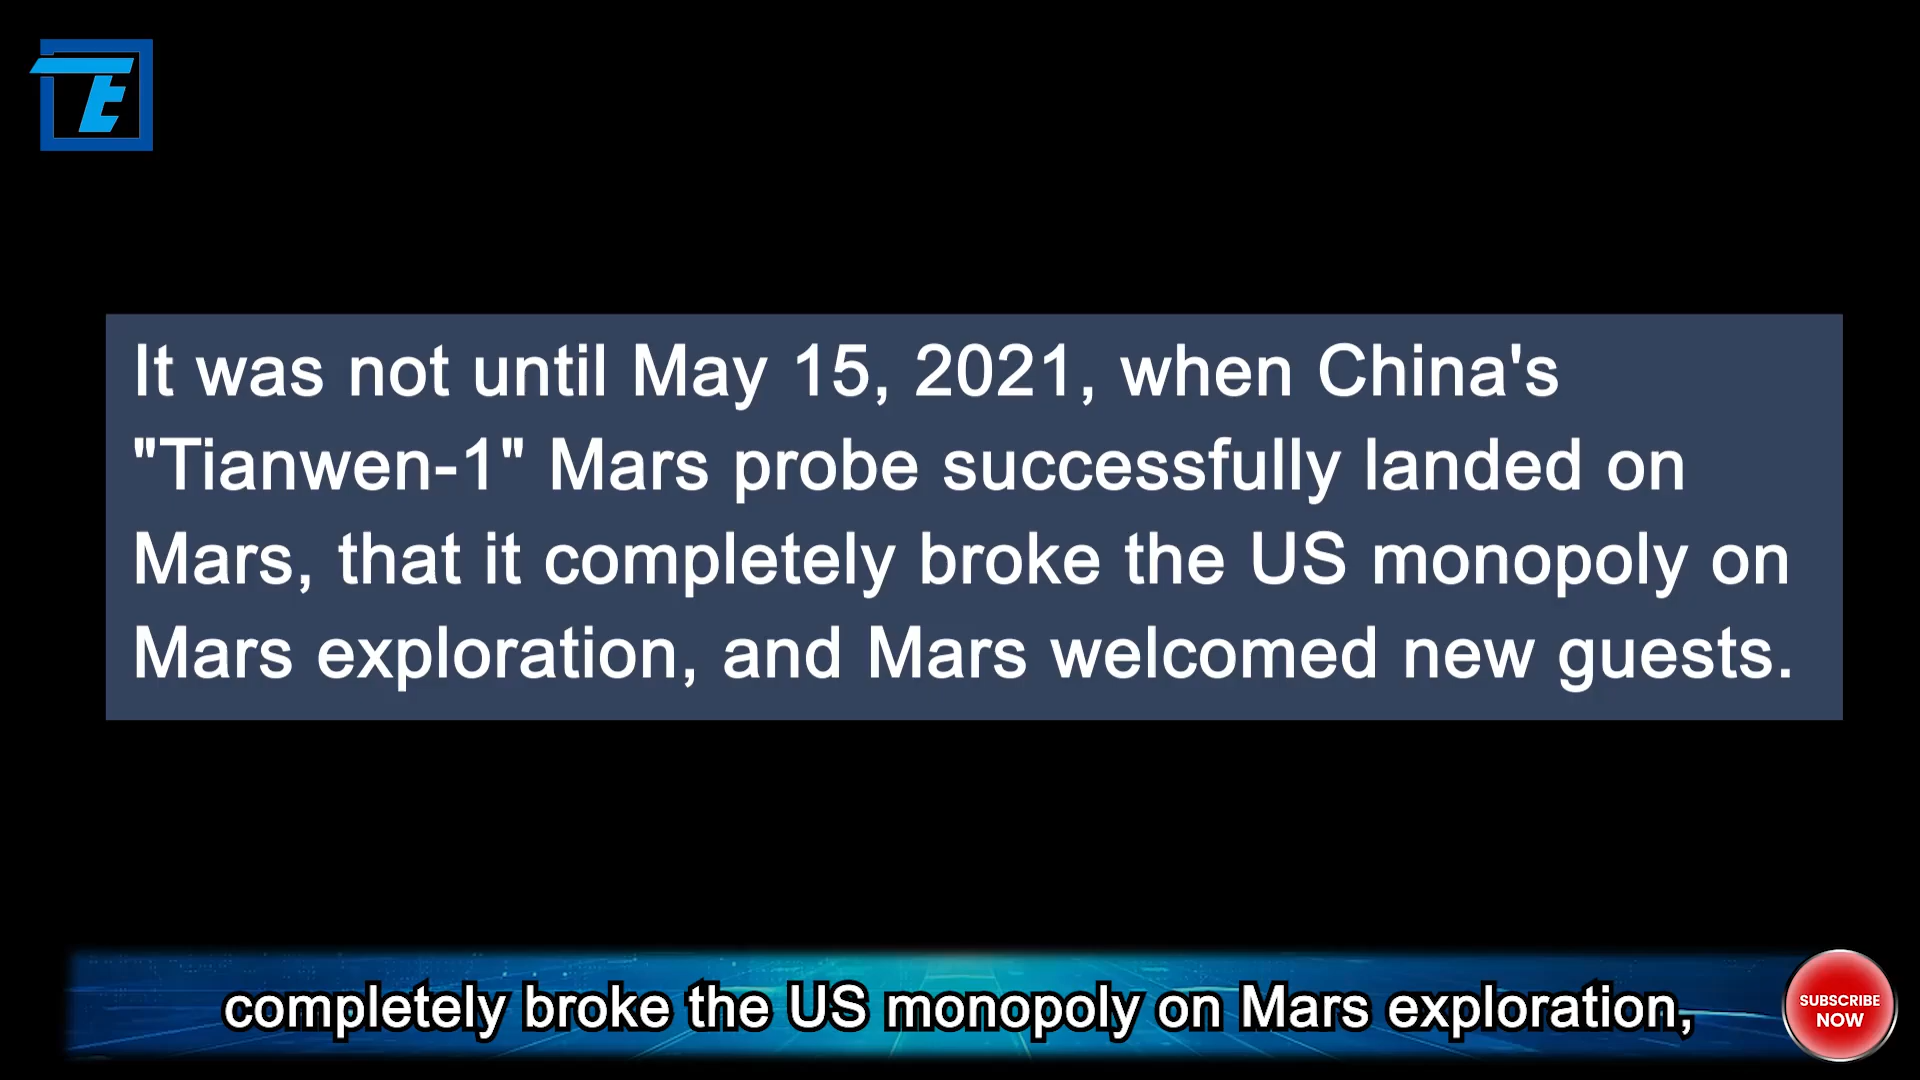 TE
It was not until May 15, 2021, when China's
"Tianwen-1" Mars probe successfully landed on
Mars, that it completely broke the US monopoly on
Mars exploration, and Mars welcomed new guests.
completely broke the US monopoly on Mars exploration,
SUBSCRIBE
NOW